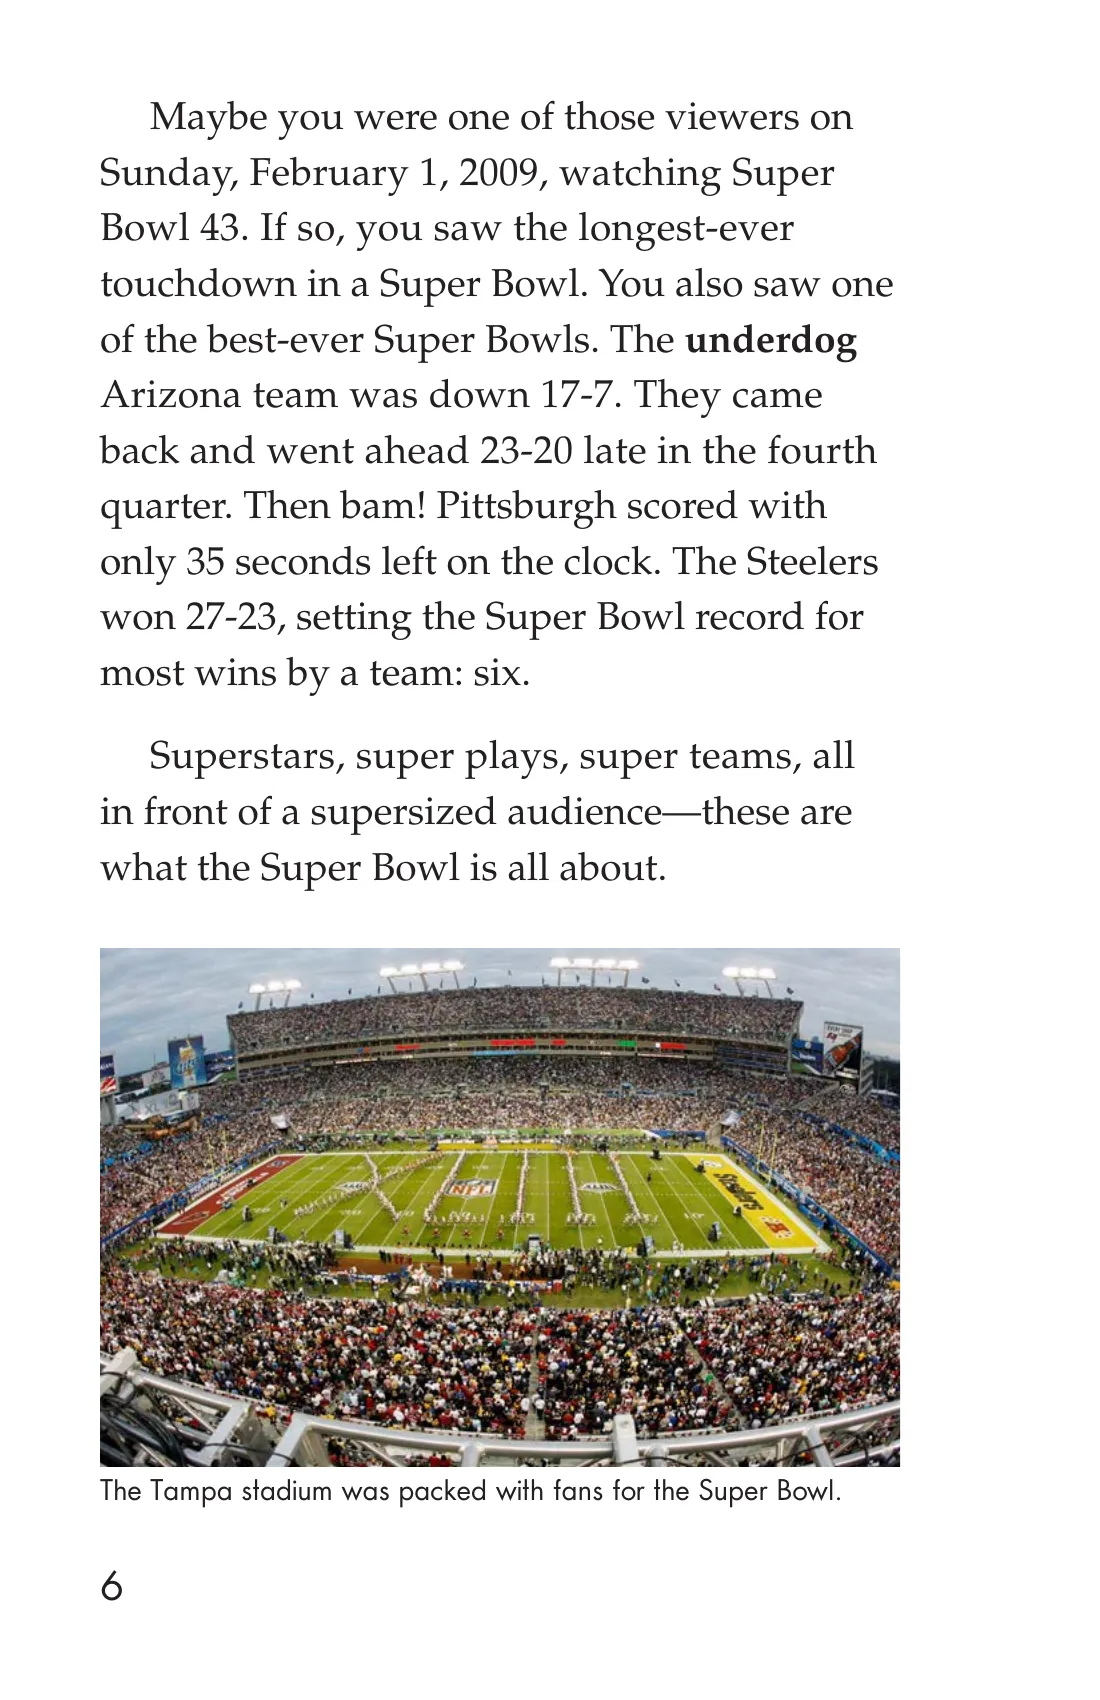 Maybe you were one of those viewers on
Sunday, February 1, 2009, watching Super
Bowl 43. If so, you saw the longest-ever
touchdown in a Super Bowl. You also saw one
of the best-ever Super Bowls. The underdog
Arizona team was down 17-7. They came
back and went ahead 23-20 late in the fourth
quarter. Then bam! Pittsburgh scored with
only 35 seconds left on the clock. The Steelers
won 27-23, setting the Super Bowl record for
most wins by a team: six.
Superstars, super plays, super teams, all
in front of a supersized audience—these are
what the Super Bowl is all about.
XLIII
NFL
Steelers
The Tampa stadium was packed with fans for the Super Bowl.
6